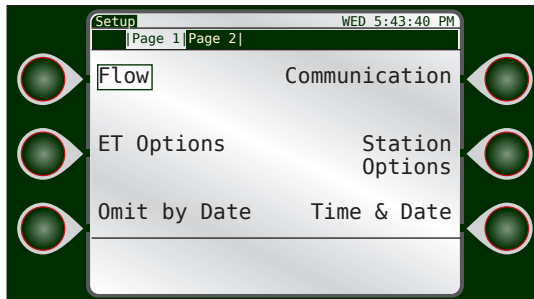 Setup WED 5:43:40 PM
|Page 1|Page 2|
Flow Communication
ET Options Station
Options
Omit by Date Time & Date